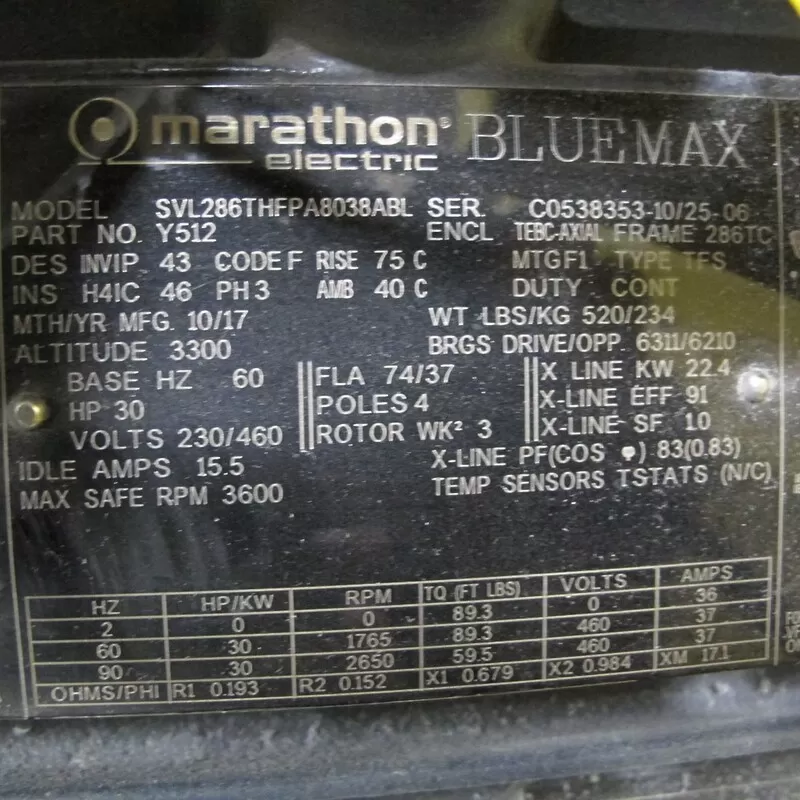 marathon® BLUEMAX
electric
MODEL SVL286THFPA8038ABL SER. C0538353-10/25-06
PART NO. Y512 ENCL TEBC-AXIAL FRAME 286TC
DES INVIP 43 CODE F RISE 75 C MTG F1 TYPE TFS
INS H4IC 46 PH 3 AMB 40 C DUTY CONT
MTH/YR MFG. 10/17 WT LBS/KG 520/234
ALTITUDE 3300 BRGS DRIVE/OPP 6311/6210
BASE HZ 60 FLA 74/37 X LINE KW 22.4
HP 30 POLES 4 X-LINE EFF 91
VOLTS 230/460 ROTOR WK² 3 X-LINE SF 1.0
IDLE AMPS 15.5 X-LINE PF(COS φ) 83(0.83)
MAX SAFE RPM 3600 TEMP SENSORS TSTATS (N/C)
HZ HP/KW RPM TQ (FT LBS) VOLTS AMPS
2 0 0 89.3 0 36
60 30 1765 89.3 460 37
90 30 2650 59.5 460 37
OHMS/PHI R1 0.193 R2 0.152 X1 0.679 X2 0.984 XM 17.1